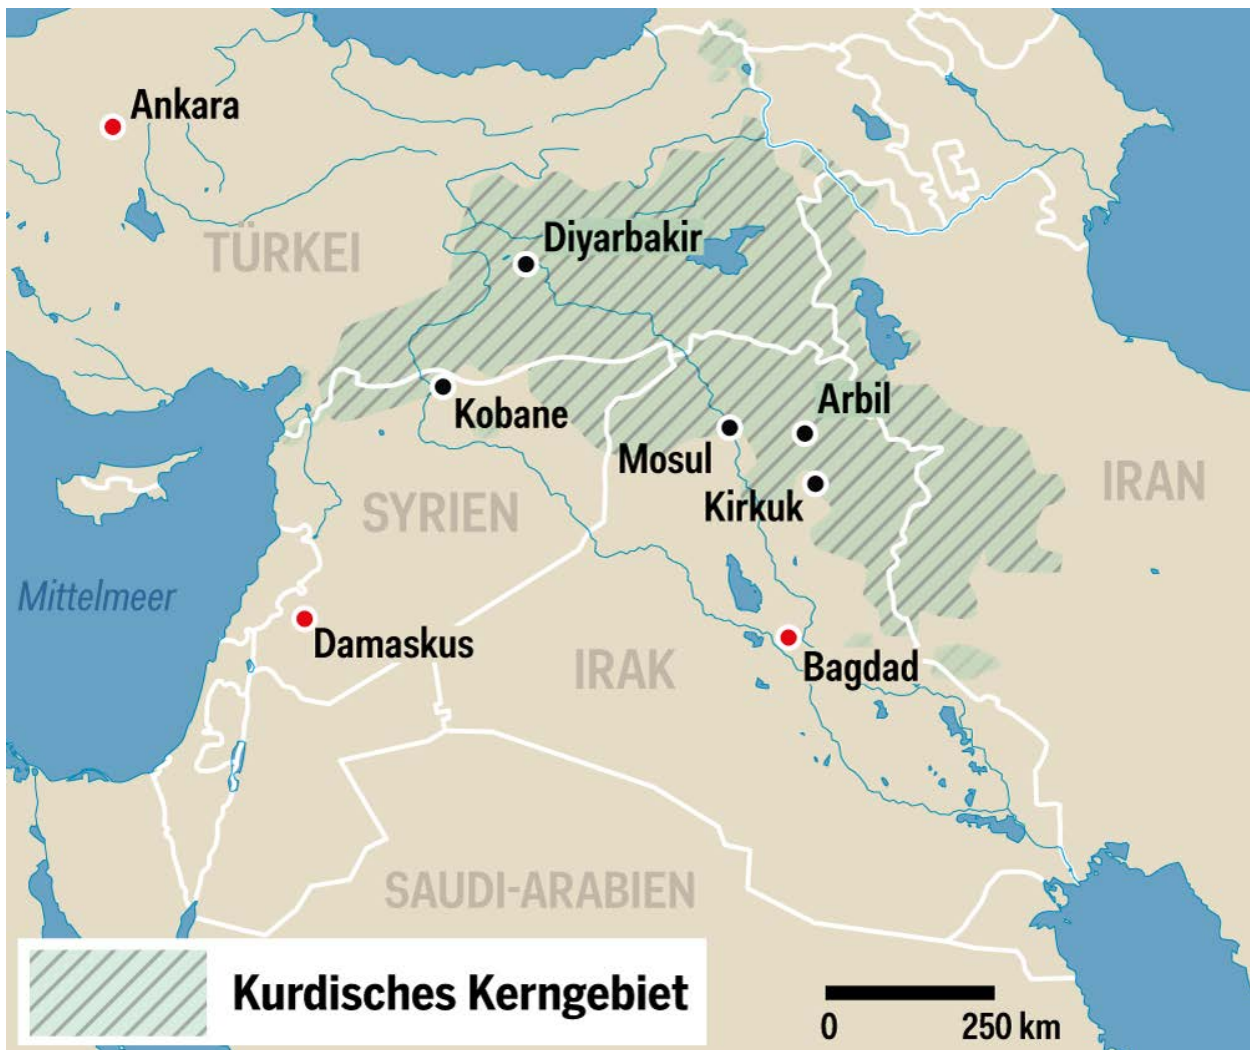 Ankara
TÜRKEI
Diyarbakir
Kobane
Arbil
Mosul
Kirkuk
SYRIEN
IRAN
Mittelmeer
Damaskus
IRAK
Bagdad
SAUDI-ARABIEN
Kurdisches Kerngebiet
0 250 km